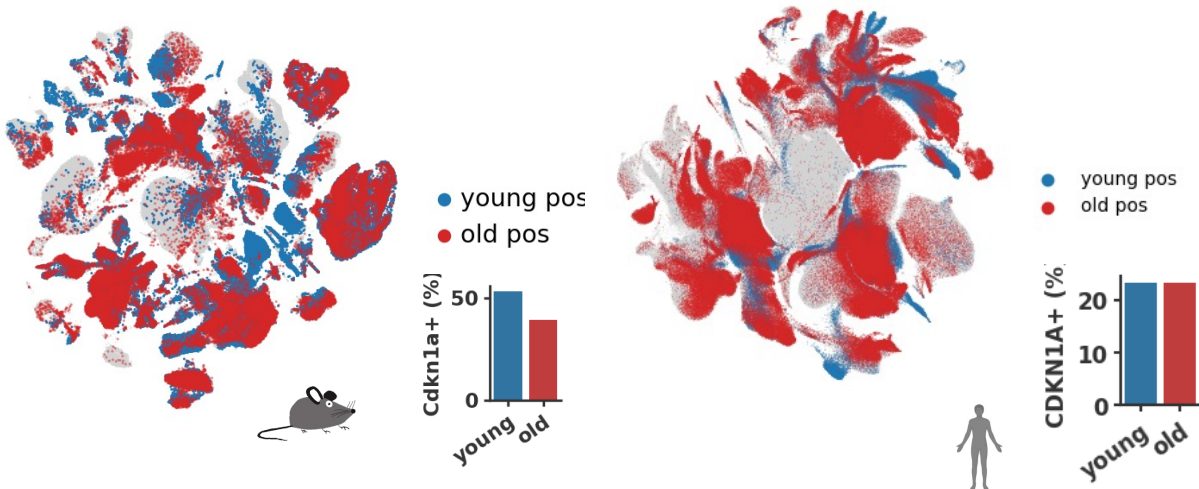 young pos
old pos
Cdkn1a+ (%)
50
0
young
old
young pos
old pos
CDKN1A+ (%)
20
10
0
young
old